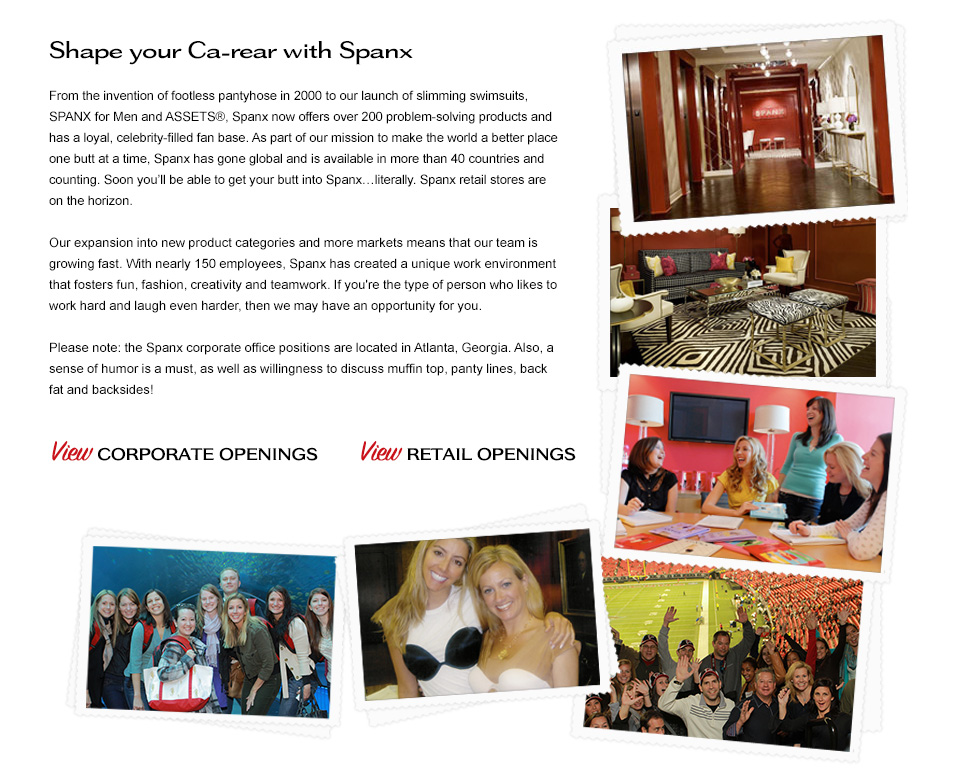 Shape your Ca-rear with Spanx
From the invention of footless pantyhose in 2000 to our launch of slimming swimsuits,
SPANX for Men and ASSETS®, Spanx now offers over 200 problem-solving products and
has a loyal, celebrity-filled fan base. As part of our mission to make the world a better place
one butt at a time, Spanx has gone global and is available in more than 40 countries and
counting. Soon you’ll be able to get your butt into Spanx…literally. Spanx retail stores are
on the horizon.
Our expansion into new product categories and more markets means that our team is
growing fast. With nearly 150 employees, Spanx has created a unique work environment
that fosters fun, fashion, creativity and teamwork. If you're the type of person who likes to
work hard and laugh even harder, then we may have an opportunity for you.
Please note: the Spanx corporate office positions are located in Atlanta, Georgia. Also, a
sense of humor is a must, as well as willingness to discuss muffin top, panty lines, back
fat and backsides!
View CORPORATE OPENINGS
View RETAIL OPENINGS
SPANX